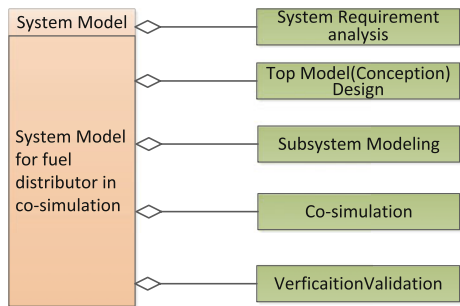 System Model
System Model
for fuel
distributor in
co-simulation
System Requirement
analysis
Top Model(Conception)
Design
Subsystem Modeling
Co-simulation
VerficaitionValidation